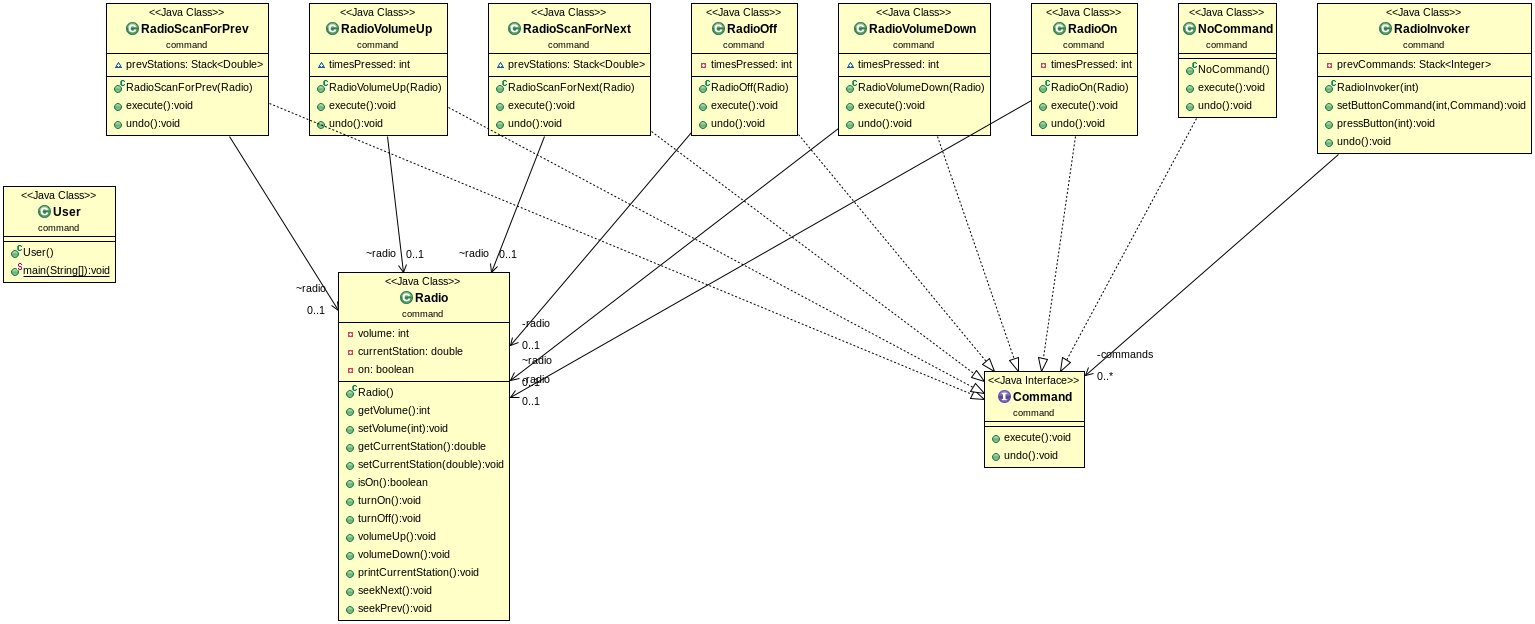 <<Java Class>>
RadioScanForPrev
command
prevStations: Stack<Double>
RadioScanForPrev(Radio)
execute():void
undo():void
<<Java Class>>
RadioVolumeUp
command
timesPressed: int
RadioVolumeUp(Radio)
execute():void
undo():void
<<Java Class>>
RadioScanForNext
command
prevStations: Stack<Double>
RadioScanForNext(Radio)
execute():void
undo():void
<<Java Class>>
RadioOff
command
timesPressed: int
RadioOff(Radio)
execute():void
undo():void
<<Java Class>>
RadioVolumeDown
command
timesPressed: int
RadioVolumeDown(Radio)
execute():void
undo():void
<<Java Class>>
RadioOn
command
timesPressed: int
RadioOn(Radio)
execute():void
undo():void
<<Java Class>>
NoCommand
command
NoCommand()
execute():void
undo():void
<<Java Class>>
RadioInvoker
command
prevCommands: Stack<Integer>
RadioInvoker(int)
setButtonCommand(int,Command):void
pressButton(int):void
undo():void
<<Java Class>>
User
command
User()
main(String[]):void
~radio
0..1
~radio 0..1
~radio 0..1
-radio
0..1
~radio
0..1
-radio
0..1
-commands
0..*
<<Java Class>>
Radio
command
volume: int
currentStation: double
on: boolean
Radio()
getVolume():int
setVolume(int):void
getCurrentStation():double
setCurrentStation(double):void
isOn():boolean
turnOn():void
turnOff():void
volumeUp():void
volumeDown():void
printCurrentStation():void
seekNext():void
seekPrev():void
<<Java Interface>>
Command
command
execute():void
undo():void